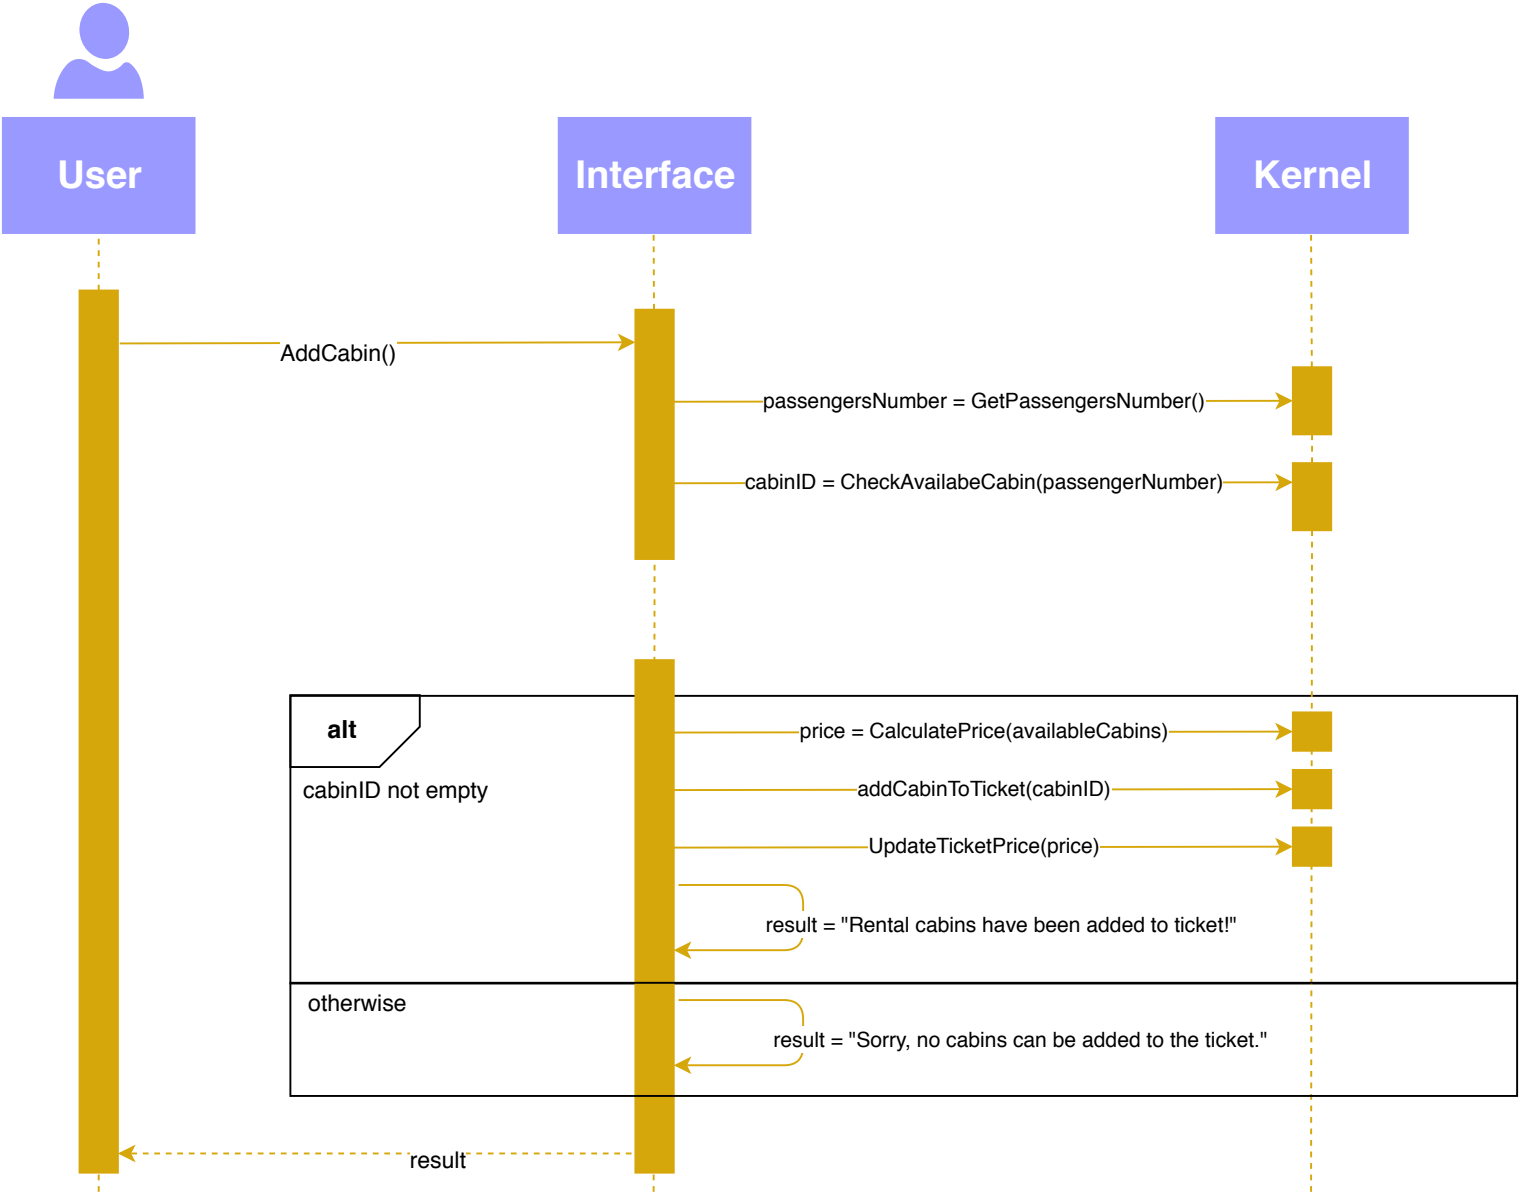 User
Interface
Kernel
AddCabin()
passengersNumber = GetPassengersNumber()
cabinID = CheckAvailabeCabin(passengerNumber)
alt
price = CalculatePrice(availableCabins)
cabinID not empty
addCabinToTicket(cabinID)
UpdateTicketPrice(price)
result = "Rental cabins have been added to ticket!"
otherwise
result = "Sorry, no cabins can be added to the ticket."
result